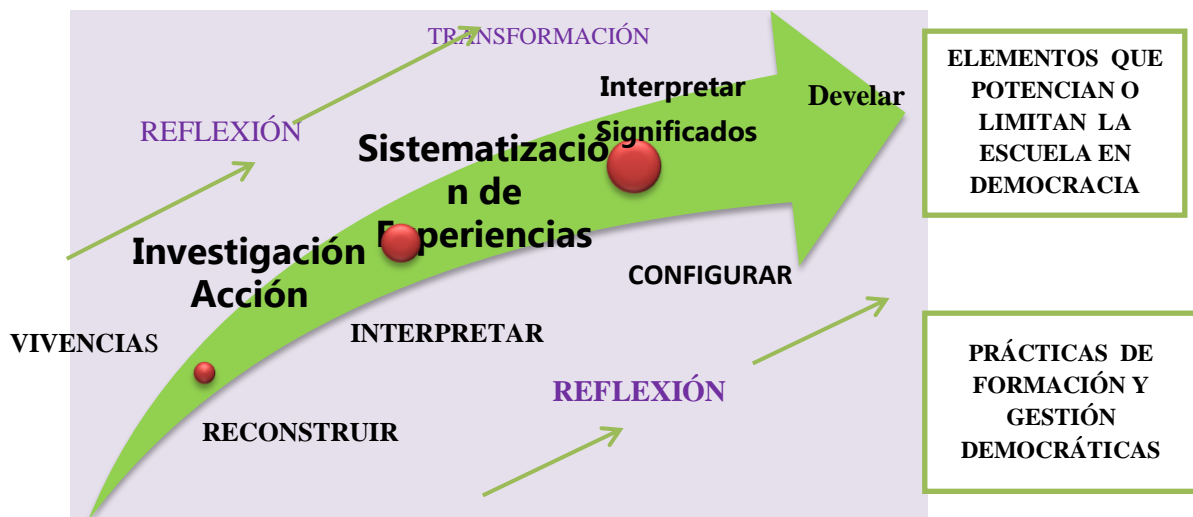 TRANSFORMACIÓN
REFLEXIÓN
Interpretar
Significados
Develar
Sistematizació
n de
Experiencias
Investigación
Acción
CONFIGURAR
VIVENCIAS
INTERPRETAR
REFLEXIÓN
RECONSTRUIR
ELEMENTOS QUE
POTENCIAN O
LIMITAN LA
ESCUELA EN
DEMOCRACIA
PRÁCTICAS DE
FORMACIÓN Y
GESTIÓN
DEMOCRÁTICAS